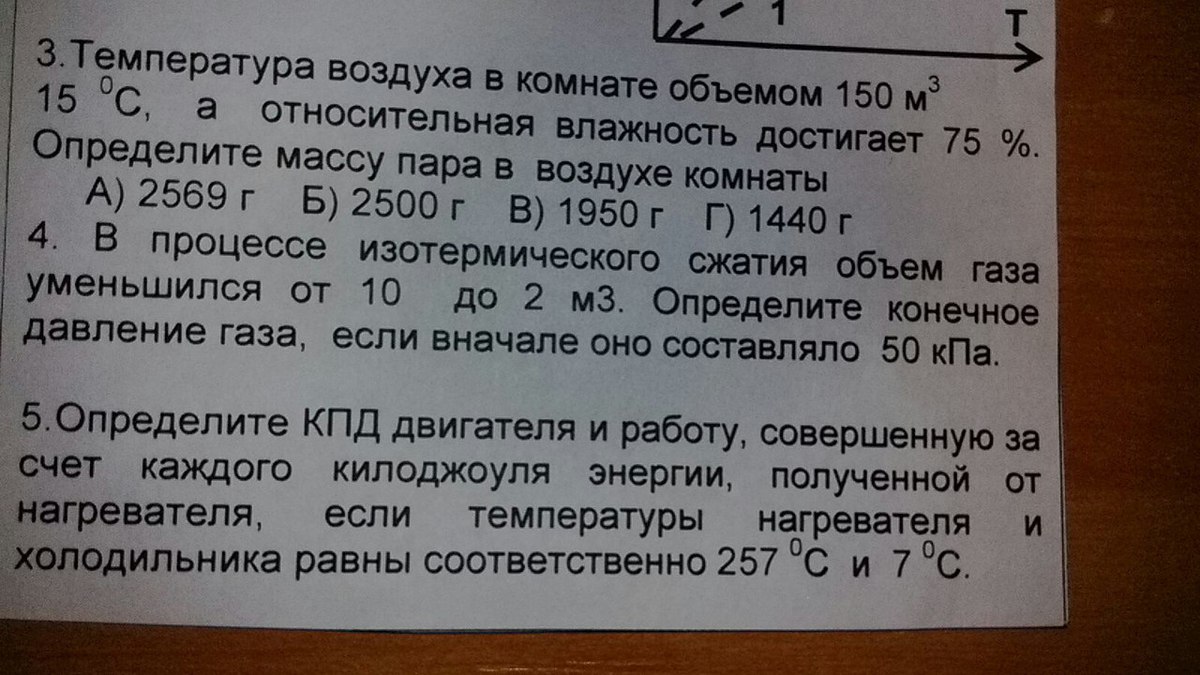 1
T
3.Температура воздуха в комнате объемом 150 м³
15 ⁰С, а относительная влажность достигает 75 %.
Определите массу пара в воздухе комнаты
А) 2569 г Б) 2500 г В) 1950 г Г) 1440 г
4. В процессе изотермического сжатия объем газа
уменьшился от 10 до 2 м3. Определите конечное
давление газа, если вначале оно составляло 50 кПа.
5.Определите КПД двигателя и работу, совершенную за
счет каждого килоджоуля энергии, полученной от
нагревателя, если температуры нагревателя и
холодильника равны соответственно 257 ⁰С и 7 ⁰С.